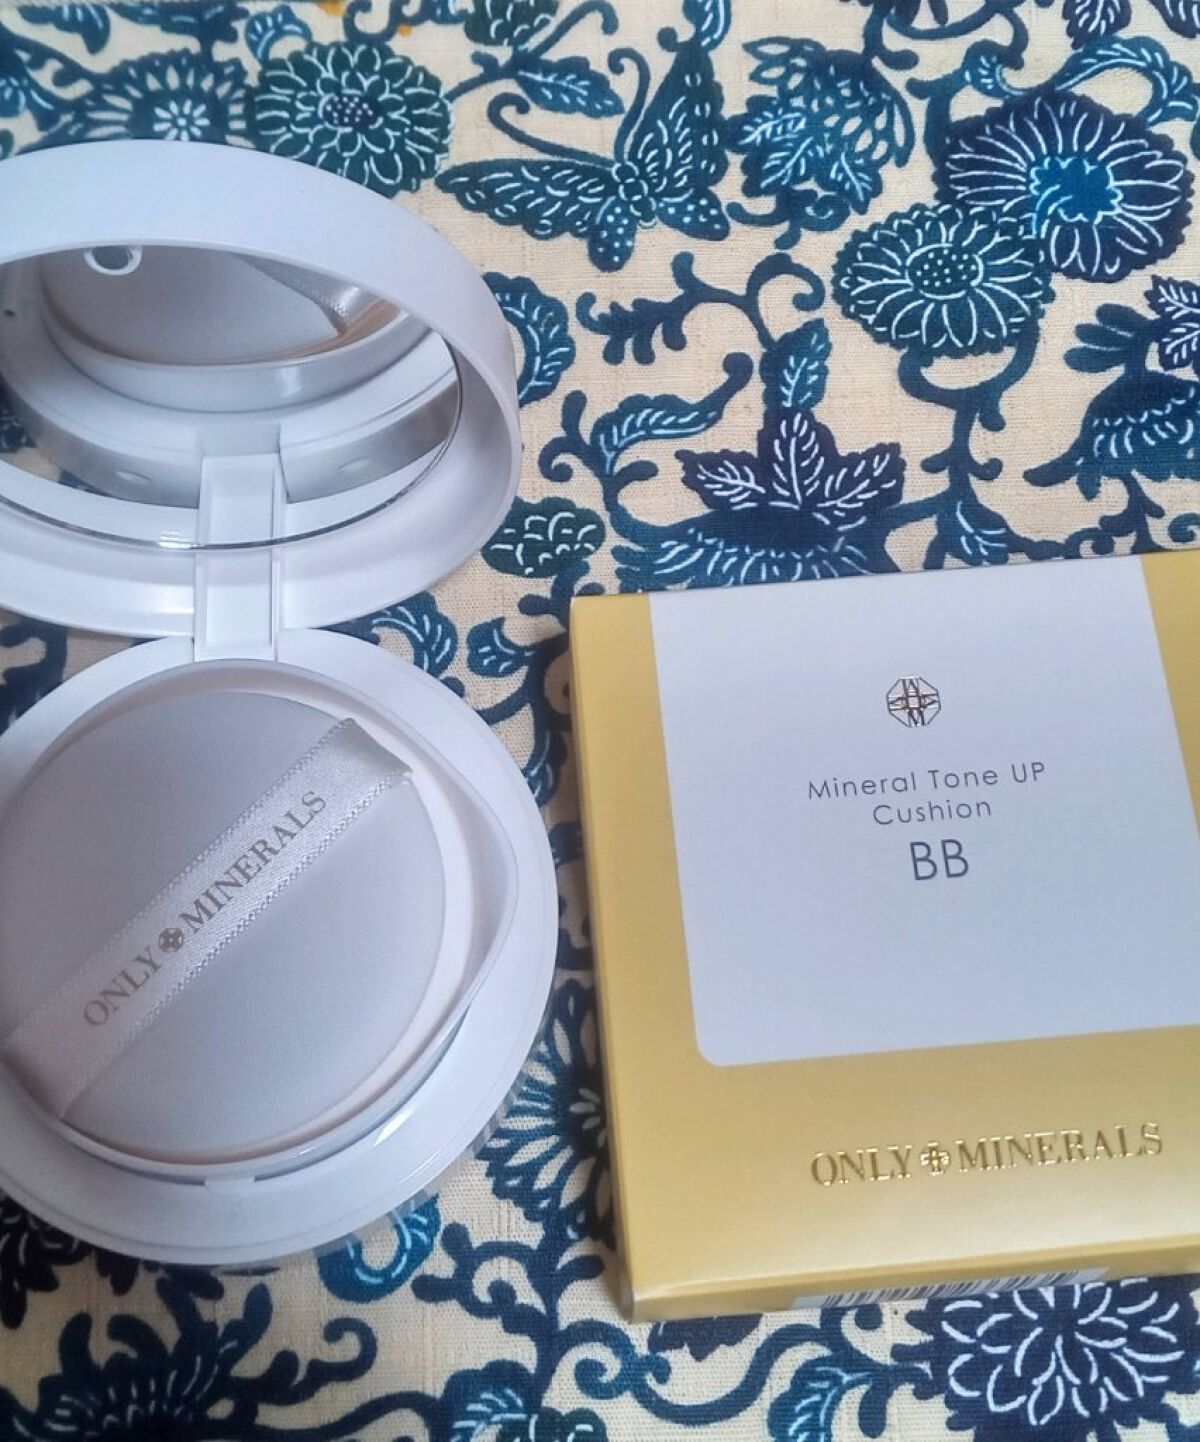 ONLY MINERALS
Mineral Tone UP
Cushion
BB
ONLY MINERALS